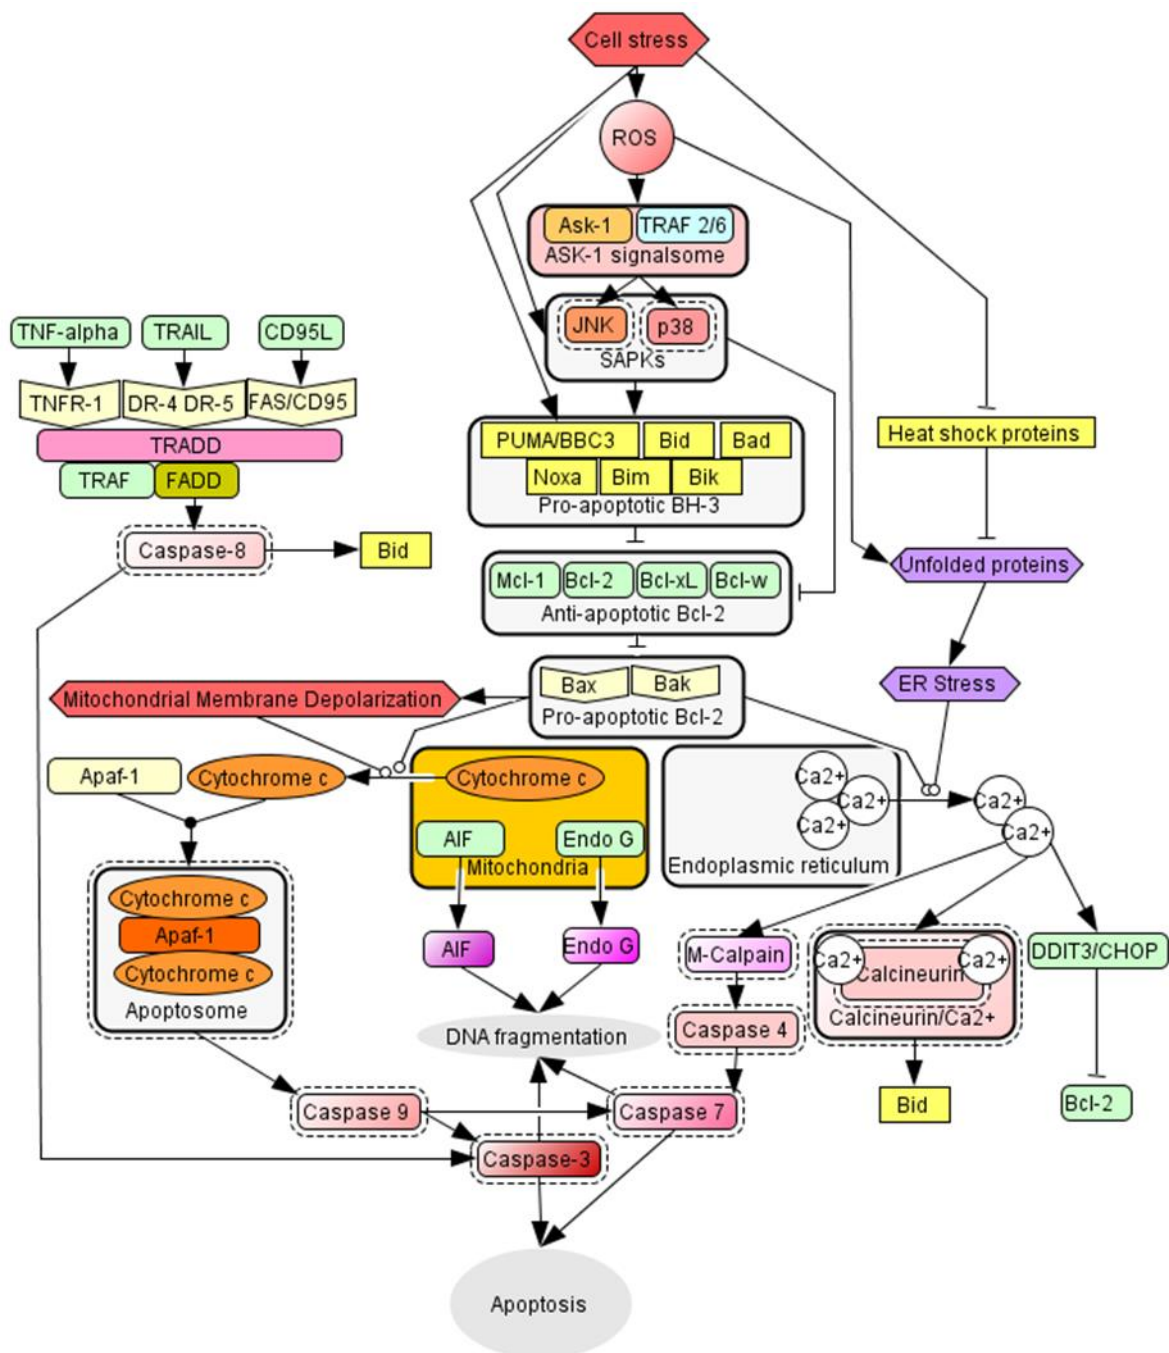 Cell stress
ROS
Ask-1
TRAF 2/6
ASK-1 signalsome
JNK
p38
SAPKs
TNF-alpha
TRAIL
CD95L
TNFR-1
DR-4 DR-5
FAS/CD95
TRADD
TRAF
FADD
Caspase-8
Bid
PUMA/BBC3
Bid
Bad
Noxa
Bim
Bik
Pro-apoptotic BH-3
Heat shock proteins
Mcl-1
Bcl-2
Bcl-xL
Bcl-w
Anti-apoptotic Bcl-2
Unfolded proteins
Bax
Bak
Pro-apoptotic Bcl-2
ER Stress
Mitochondrial Membrane Depolarization
Apaf-1
Cytochrome c
Cytochrome c
AIF
Endo G
Mitochondria
Ca2+
Ca2+
Ca2+
Endoplasmic reticulum
Ca2+
Ca2+
Cytochrome c
Apaf-1
Cytochrome c
Apoptosome
AIF
Endo G
M-Calpain
Ca2+
Ca2+
Calcineurin
Calcineurin/Ca2+
DDIT3/CHOP
DNA fragmentation
Caspase 4
Caspase 9
Caspase 7
Bid
Bcl-2
Caspase-3
Apoptosis